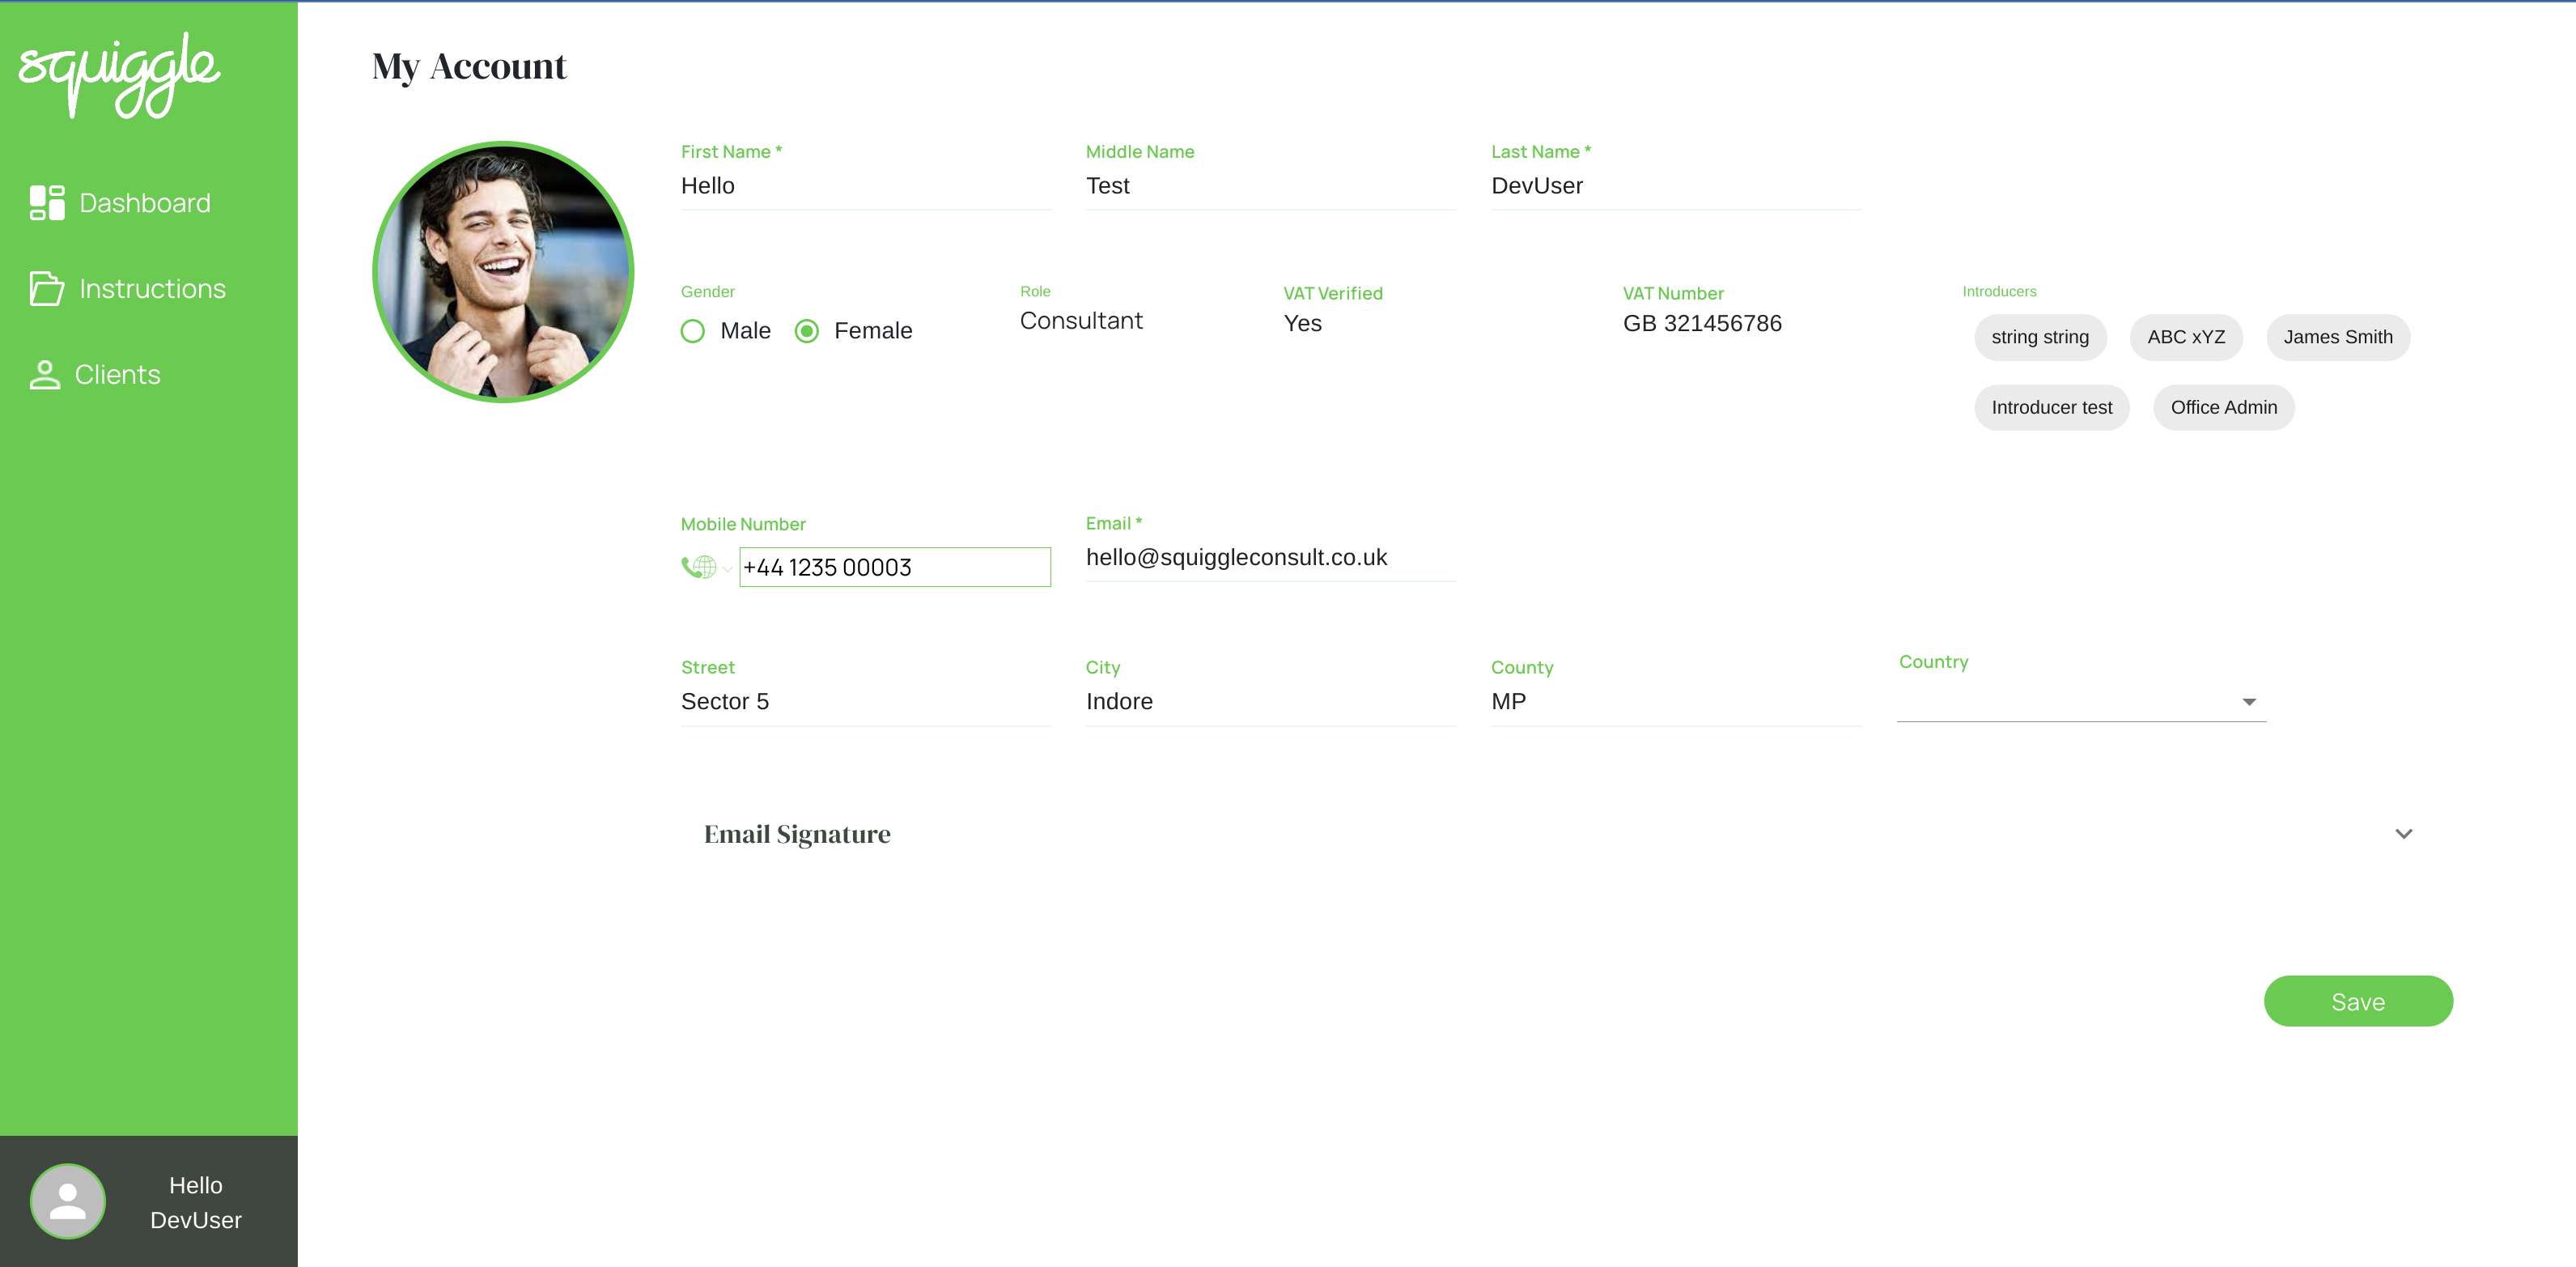 squiggle
Dashboard
Instructions
Clients
Hello
DevUser
My Account
First Name *
Hello
Middle Name
Test
Last Name *
DevUser
Gender
Male
Female
Role
Consultant
VAT Verified
Yes
VAT Number
GB 321456786
Introducers
string string
ABC xYZ
James Smith
Introducer test
Office Admin
Mobile Number
+44 1235 00003
Email *
hello@squiggleconsult.co.uk
Street
Sector 5
City
Indore
County
MP
Country
Email Signature
Save